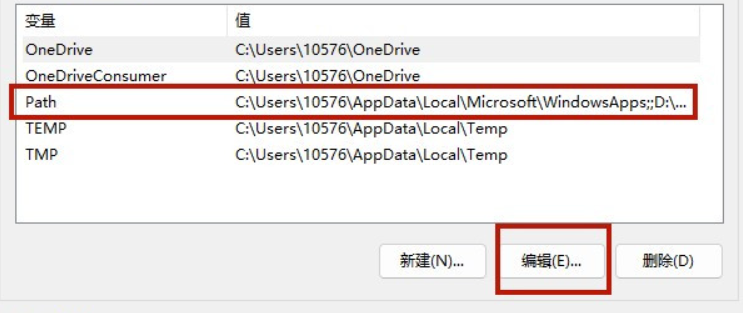 变量 值
OneDrive C:\Users\10576\OneDrive
OneDriveConsumer C:\Users\10576\OneDrive
Path C:\Users\10576\AppData\Local\Microsoft\WindowsApps;;D:\...
TEMP C:\Users\10576\AppData\Local\Temp
TMP C:\Users\10576\AppData\Local\Temp
新建(N)... 编辑(E)... 删除(D)